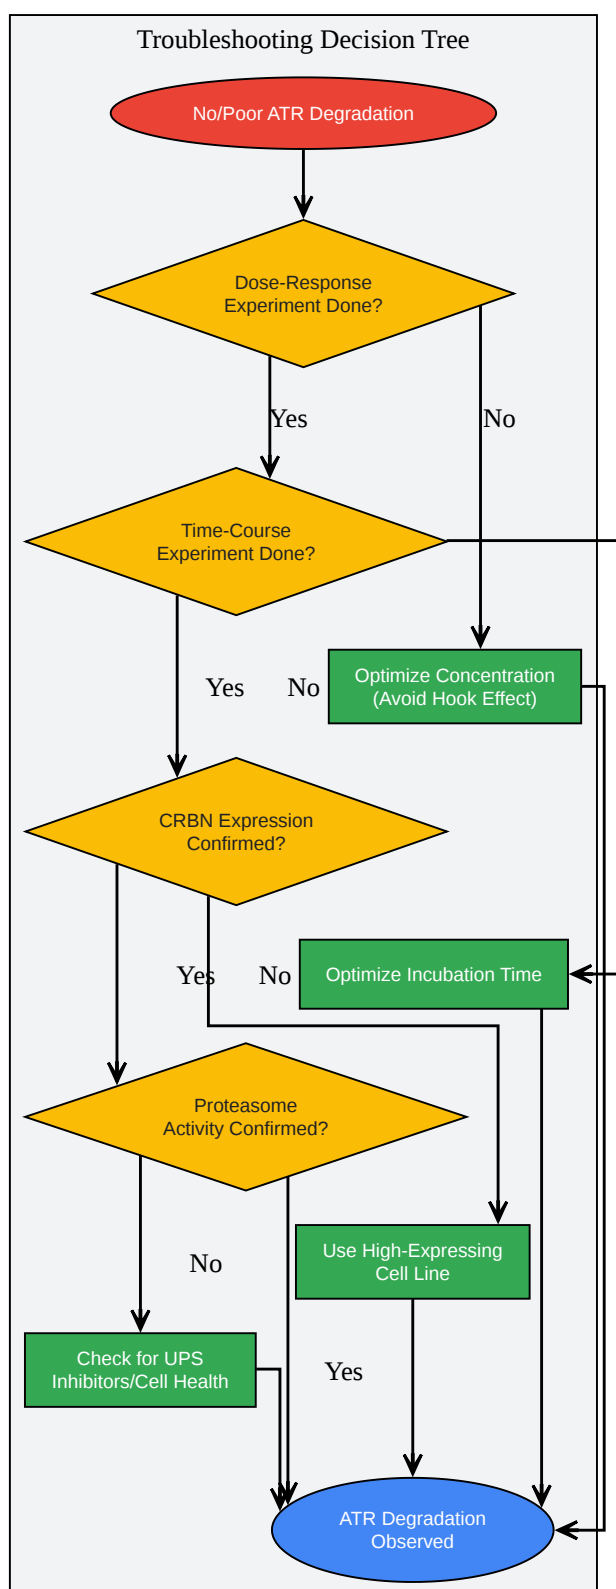 Troubleshooting Decision Tree
No/Poor ATR Degradation
Dose-Response
Experiment Done?
Yes
No
Time-Course
Experiment Done?
Yes
No
Optimize Concentration
(Avoid Hook Effect)
CRBN Expression
Confirmed?
Yes
No
Optimize Incubation Time
Proteasome
Activity Confirmed?
No
Use High-Expressing
Cell Line
Check for UPS
Inhibitors/Cell Health
Yes
ATR Degradation
Observed